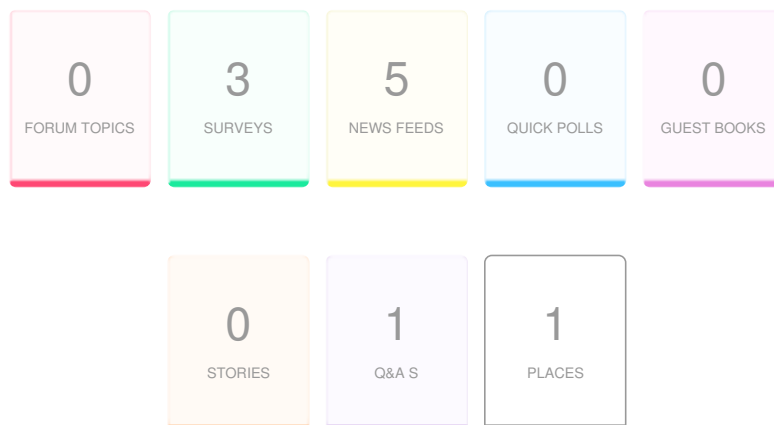 0 3 5 0 0
FORUM TOPICS SURVEYS NEWS FEEDS QUICK POLLS GUEST BOOKS
0 1 1
STORIES Q&A S PLACES